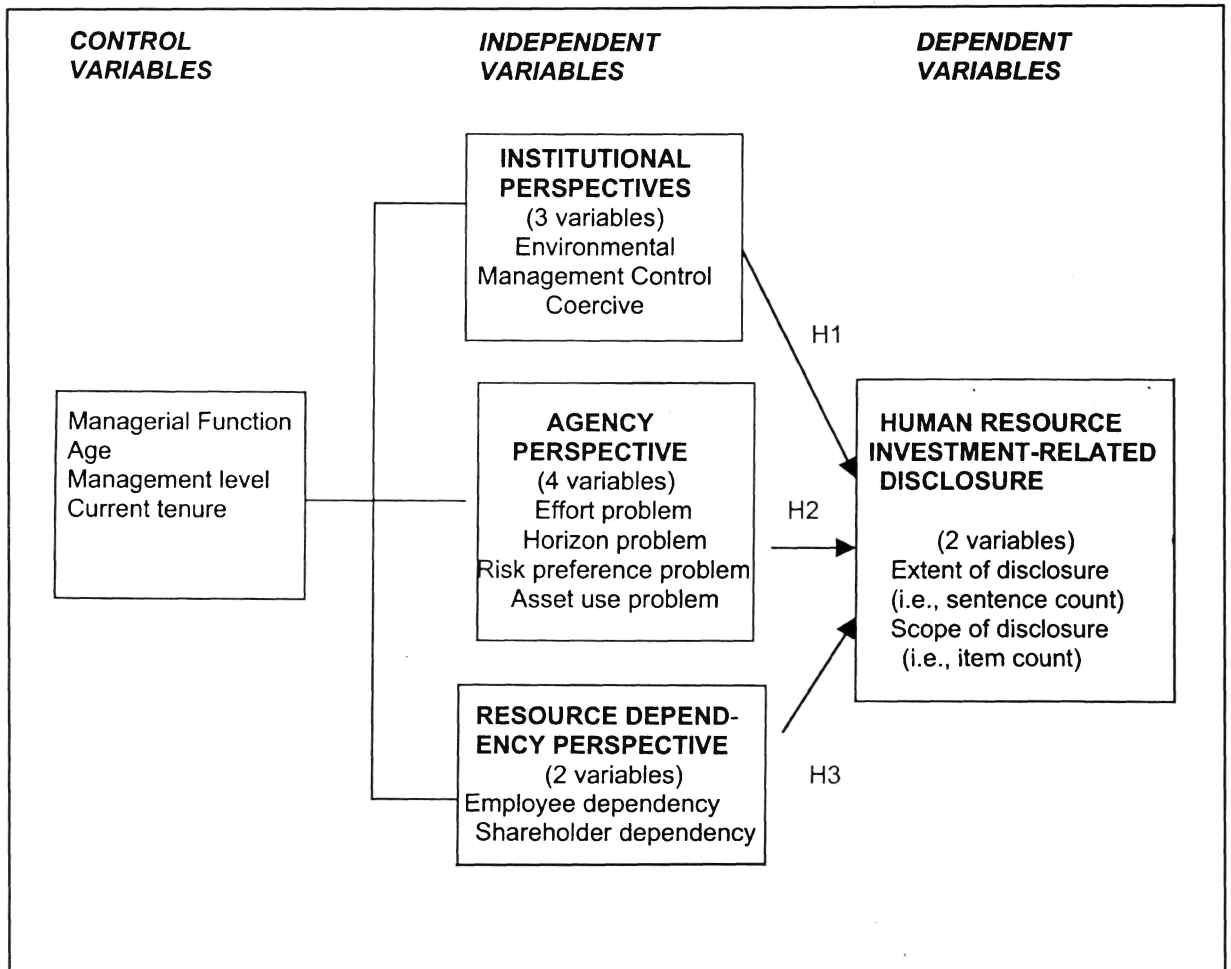 CONTROL
VARIABLES
INDEPENDENT
VARIABLES
DEPENDENT
VARIABLES
INSTITUTIONAL
PERSPECTIVES
(3 variables)
Environmental
Management Control
Coercive
H1
Managerial Function
Age
Management level
Current tenure
AGENCY
PERSPECTIVE
(4 variables)
Effort problem
Horizon problem
Risk preference problem
Asset use problem
H2
HUMAN RESOURCE
INVESTMENT-RELATED
DISCLOSURE
(2 variables)
Extent of disclosure
(i.e., sentence count)
Scope of disclosure
(i.e., item count)
RESOURCE DEPEND-
ENCY PERSPECTIVE
(2 variables)
Employee dependency
Shareholder dependency
H3